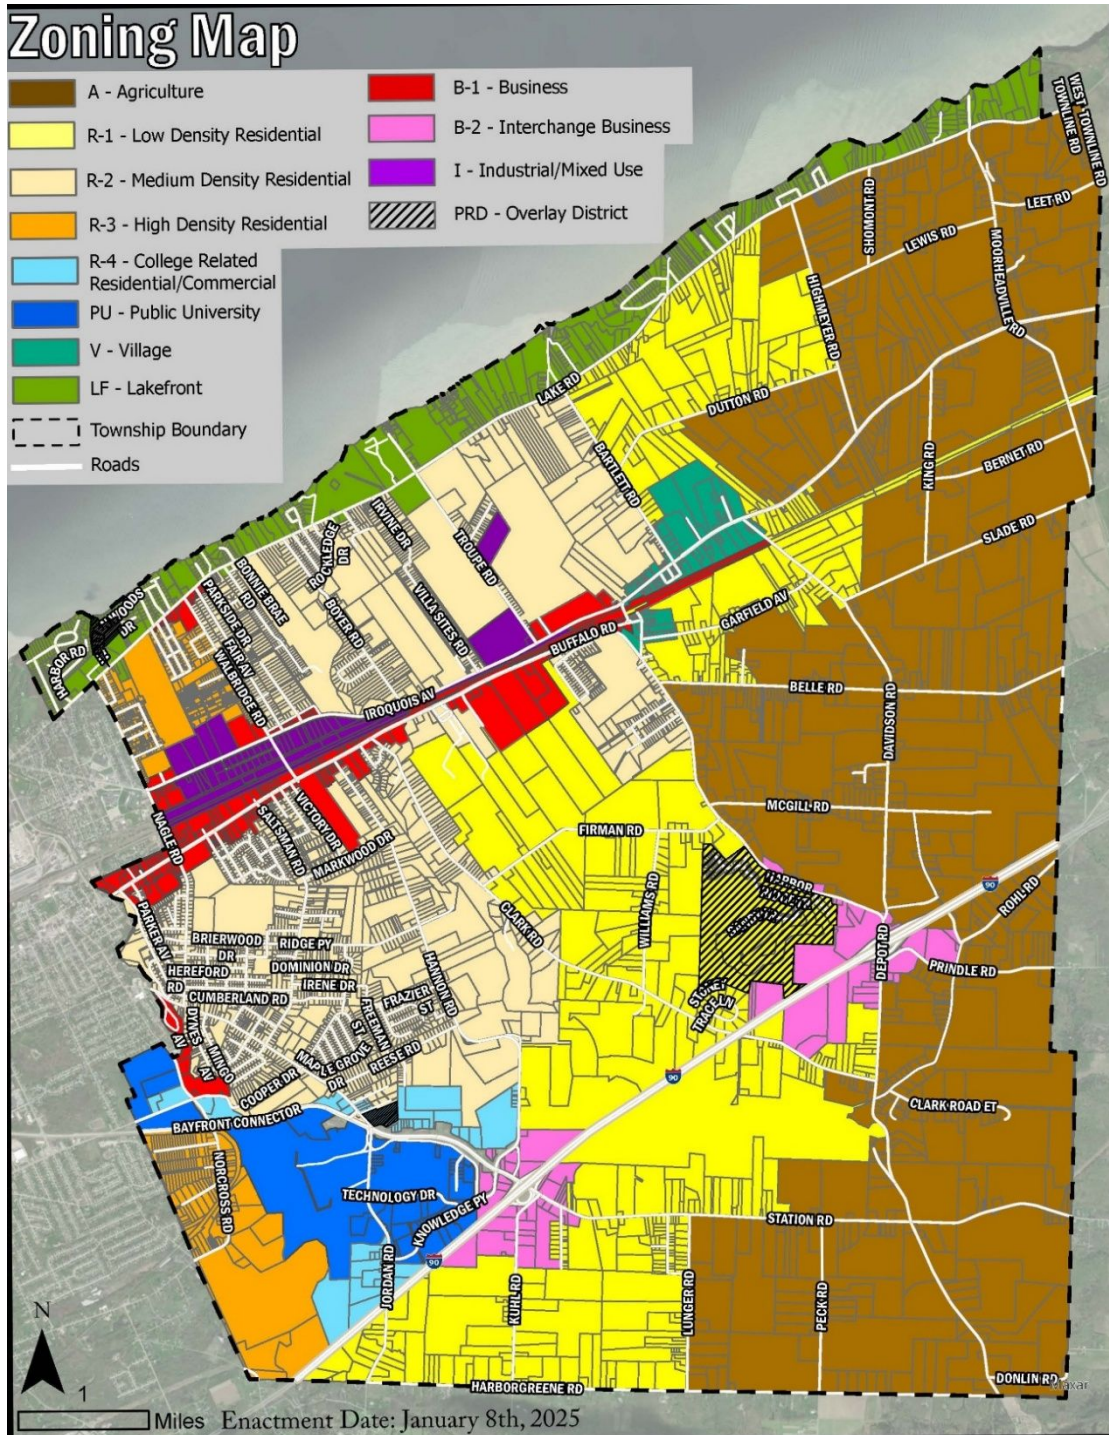 Zoning Map
A - Agriculture
R-1 - Low Density Residential
R-2 - Medium Density Residential
R-3 - High Density Residential
R-4 - College Related
Residential/Commercial
PU - Public University
V - Village
LF - Lakefront
Township Boundary
Roads
B-1 - Business
B-2 - Interchange Business
I - Industrial/Mixed Use
PRD - Overlay District
WEST TOWNLINE RD
TOWNLINE RD
LEET RD
SHOMONT RD
LEWIS RD
MOORHEADVILLE RD
HIGHMEYER RD
LAKE RD
DUTTON RD
KING RD
BERNET RD
BARTLETT RD
SLADE RD
IRVINE DR
ROCKLEDGE DR
TROUPE RD
BONNIE BRAE RD
PARKSIDE DR
BOYER RD
VILLA SITES RD
DR
HARBOR RD
FAIR AV
WALBRIDGE RD
GARFIELD AV
BUFFALO RD
BELLE RD
IROQUOIS AV
DAVIDSON RD
MCGILL RD
NAGLE RD
SALTSMAN RD
VICTORY DR
MARKWOOD DR
FIRMAN RD
90
ROHL RD
WILLIAMS RD
CLARK RD
PARKER AV
BRIERWOOD DR
RIDGE PY
HEREFORD RD
DOMINION DR
IRENE DR
CUMBERLAND RD
HANNON RD
DEPOT RD
PRINDLE RD
FRAZIER ST
FREEMAN ST
STONE TRACE LN
MINGO AV
MAPLE GROVE DR
REESE RD
COOPER DR
90
CLARK ROAD ET
BAYFRONT CONNECTOR
NORCROSS RD
TECHNOLOGY DR
KNOWLEDGE PY
STATION RD
90
JORDAN RD
KUHL RD
LUNGER RD
PECK RD
HARBORGREENE RD
DONLIN RD
N
1
Miles
Enactment Date: January 8th, 2025